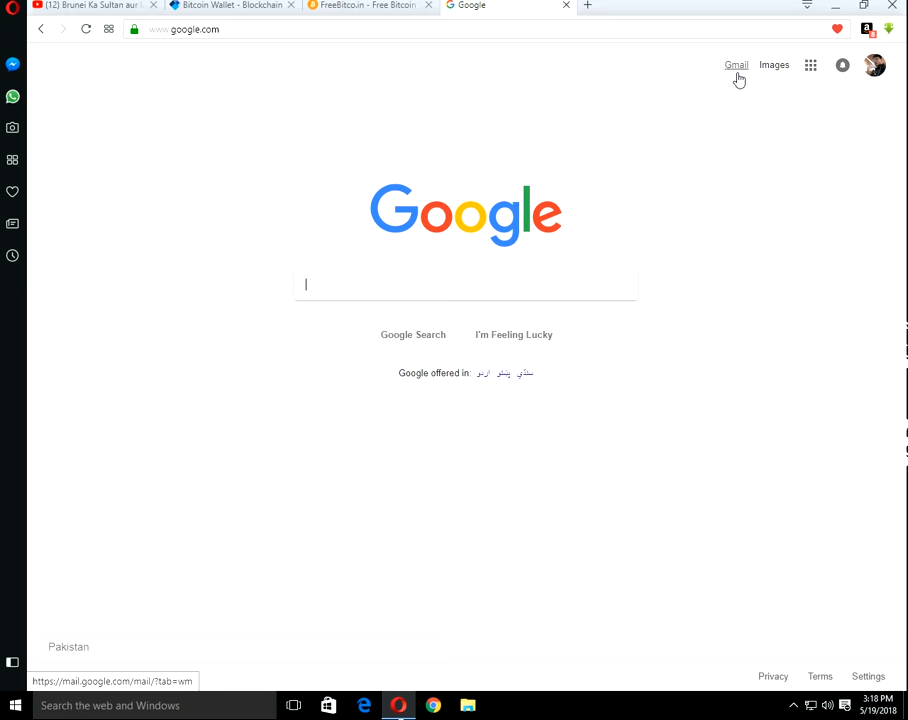 (12) Brunei Ka Sultan aur
Bitcoin Wallet - Blockchain
FreeBitco.in - Free Bitcoin
Google
www.google.com
Gmail
Images
Google
Google Search
I'm Feeling Lucky
Google offered in: اردو پښتو سنڌي
Pakistan
https://mail.google.com/mail/?tab=wm
Privacy
Terms
Settings
Search the web and Windows
3:18 PM
5/19/2018